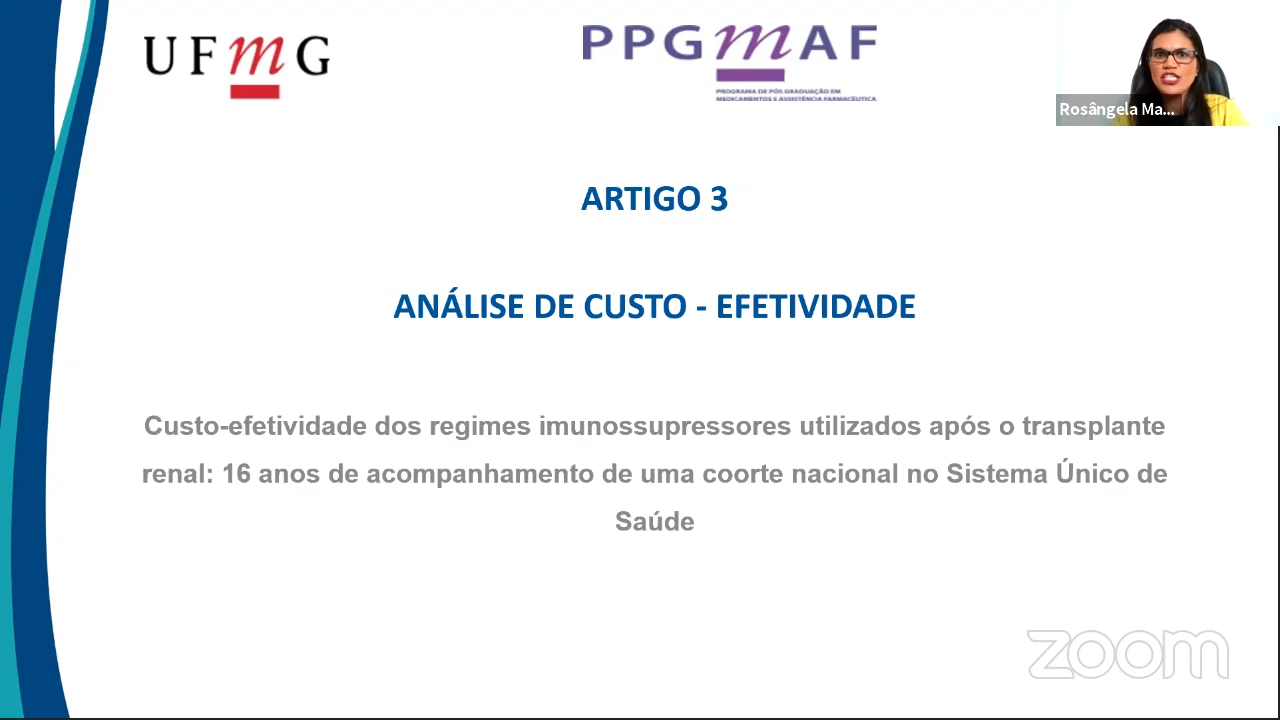 UFmG
PPGmAF
PROGRAMA DE PÓS GRADUAÇÃO EM
MEDICAMENTOS E ASSISTÊNCIA FARMACÊUTICA
Rosângela Ma...
ARTIGO 3
ANÁLISE DE CUSTO - EFETIVIDADE
Custo-efetividade dos regimes imunossupressores utilizados após o transplante
renal: 16 anos de acompanhamento de uma coorte nacional no Sistema Único de
Saúde
zoom